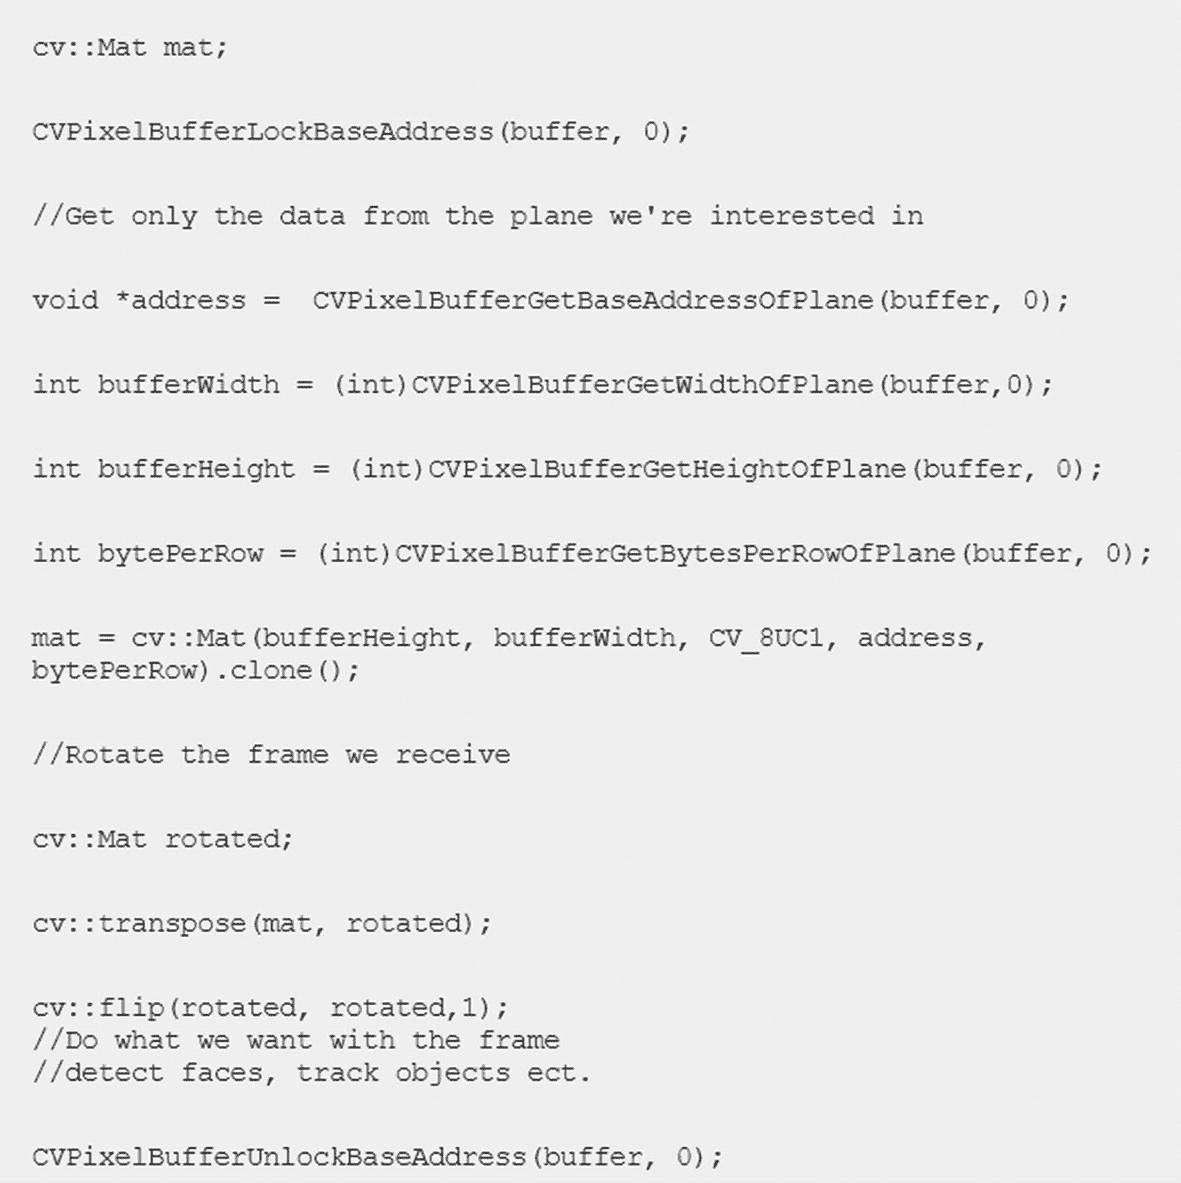 cv::Mat mat;
CVPixelBufferLockBaseAddress(buffer, 0);
//Get only the data from the plane we're interested in
void *address =  CVPixelBufferGetBaseAddressOfPlane(buffer, 0);
int bufferWidth = (int)CVPixelBufferGetWidthOfPlane(buffer,0);
int bufferHeight = (int)CVPixelBufferGetHeightOfPlane(buffer, 0);
int bytePerRow = (int)CVPixelBufferGetBytesPerRowOfPlane(buffer, 0);
mat = cv::Mat(bufferHeight, bufferWidth, CV_8UC1, address,
bytePerRow).clone();
//Rotate the frame we receive
cv::Mat rotated;
cv::transpose(mat, rotated);
cv::flip(rotated, rotated,1);
//Do what we want with the frame
//detect faces, track objects ect.
CVPixelBufferUnlockBaseAddress(buffer, 0);